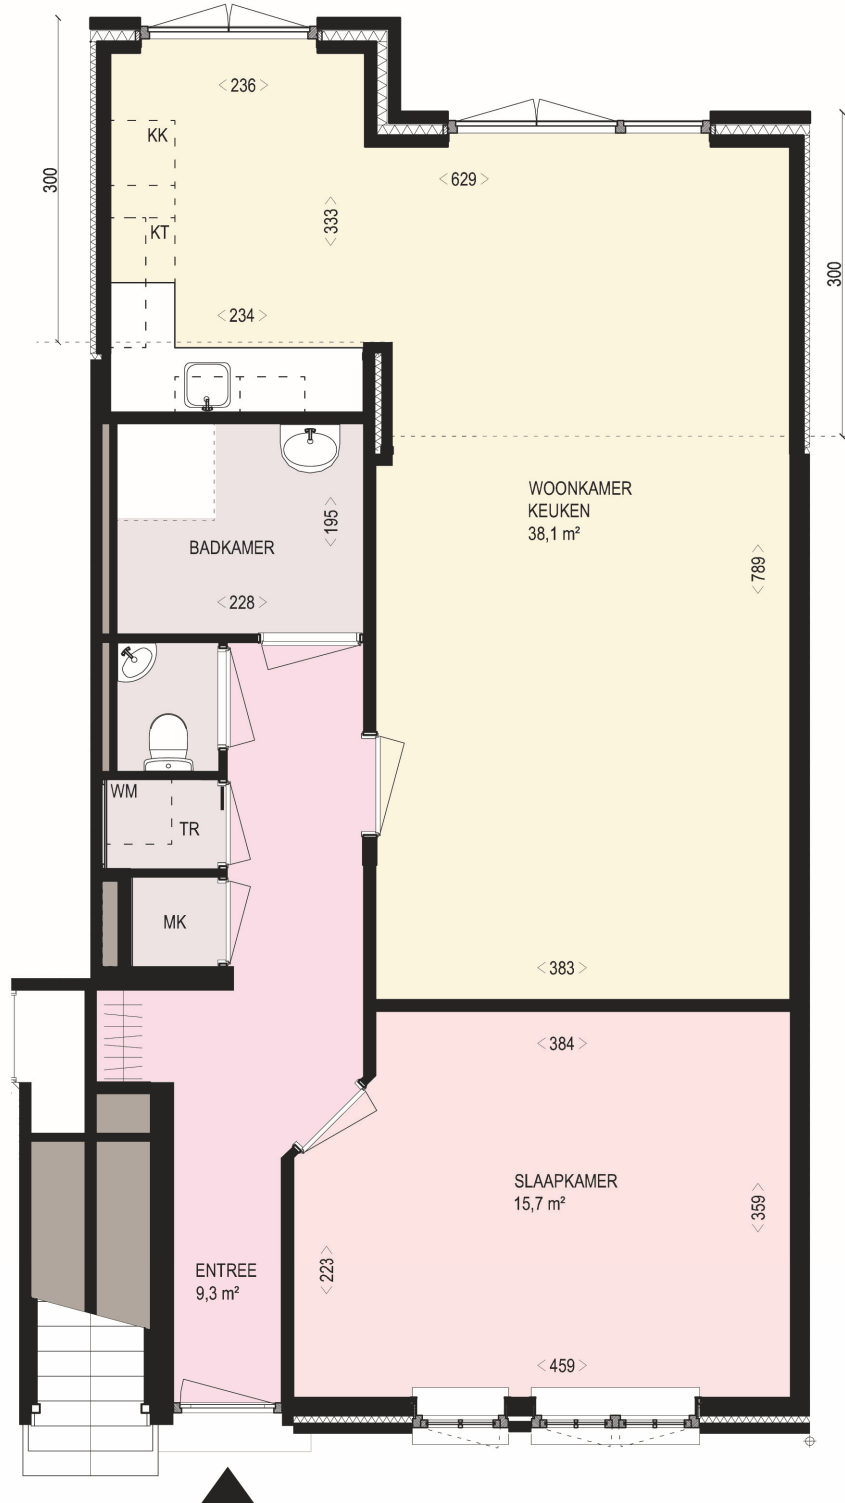 236
KK
629
300
333
KT
300
234
WOONKAMER
KEUKEN
38,1 m²
195
BADKAMER
789
228
WM
TR
MK
383
384
SLAAPKAMER
15,7 m²
359
ENTREE
9,3 m²
223
459